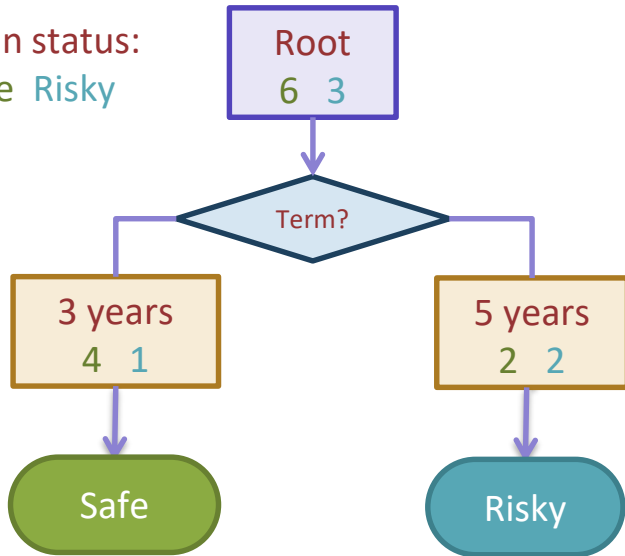 n status:
e Risky
Root
6 3
Term?
3 years
4 1
5 years
2 2
Safe
Risky